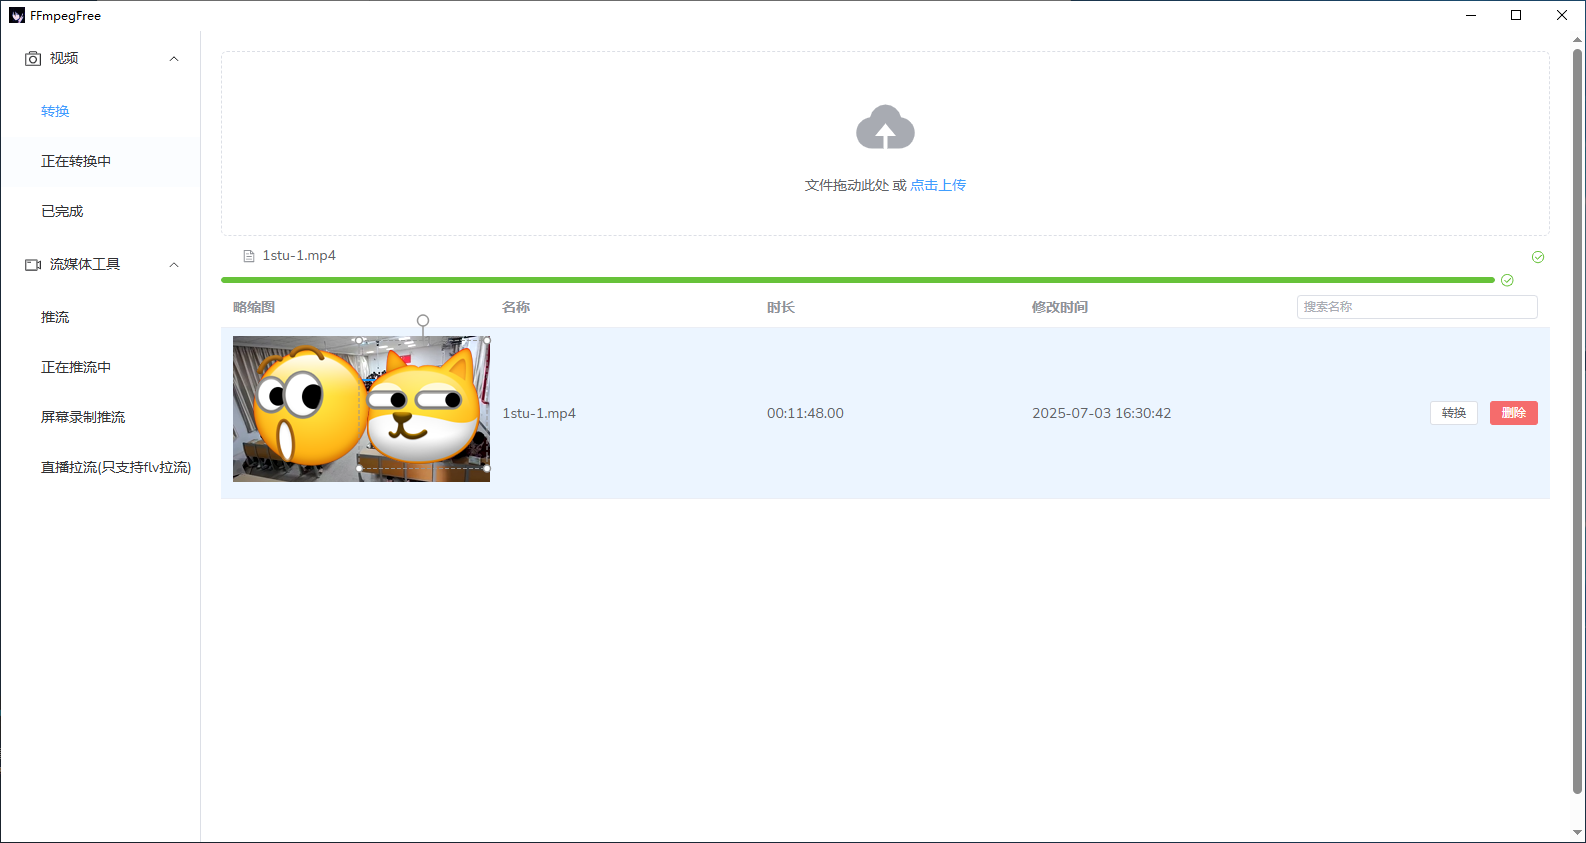 FFmpegFree
视频
转换
正在转换中
已完成
流媒体工具
推流
正在推流中
屏幕录制推流
直播拉流(只支持flv拉流)
文件拖动此处 或 点击上传
1stu-1.mp4
略缩图 名称 时长 修改时间 搜索名称
1stu-1.mp4 00:11:48.00 2025-07-03 16:30:42 转换 删除